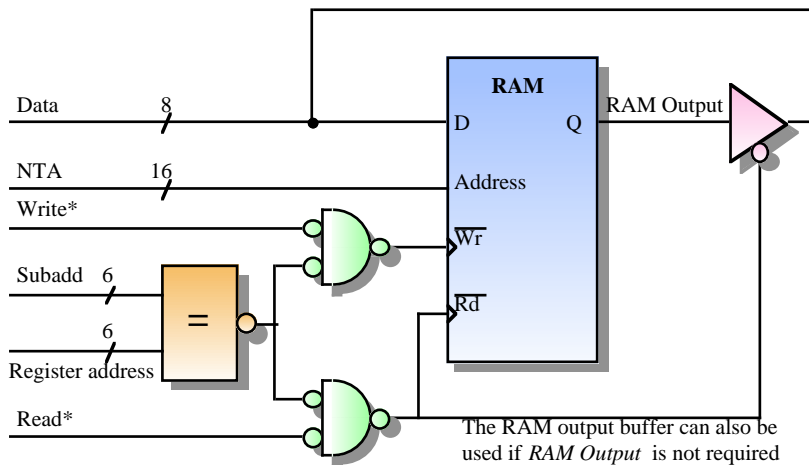 RAM
Data
8
RAM Output
D
Q
NTA
16
Address
Write*
Wr
Subadd
6
=
Rd
6
Register address
Read*
The RAM output buffer can also be
used if RAM Output is not required